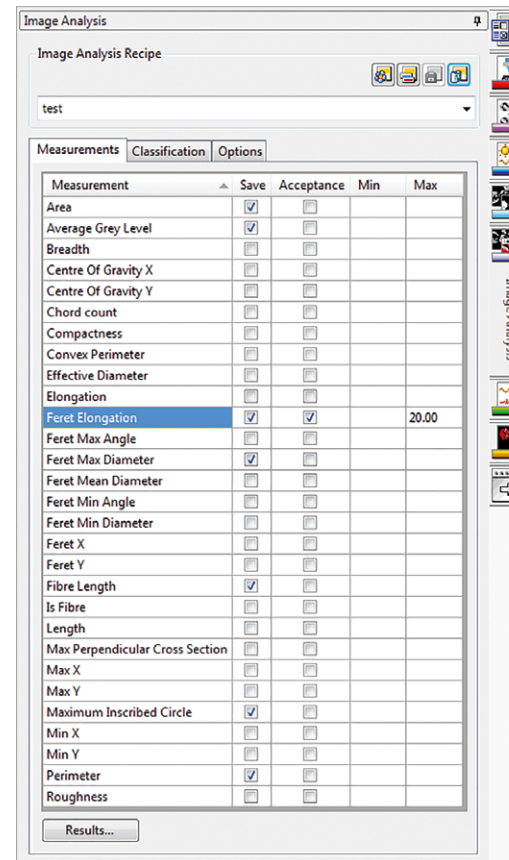 Image Analysis
Image Analysis Recipe
test
Measurements Classification Options
Measurement Save Acceptance Min Max
Area
Average Grey Level
Breadth
Centre Of Gravity X
Centre Of Gravity Y
Chord count
Compactness
Convex Perimeter
Effective Diameter
Elongation
Feret Elongation 20.00
Feret Max Angle
Feret Max Diameter
Feret Mean Diameter
Feret Min Angle
Feret Min Diameter
Feret X
Feret Y
Fibre Length
Is Fibre
Length
Max Perpendicular Cross Section
Max X
Max Y
Maximum Inscribed Circle
Min X
Min Y
Perimeter
Roughness
Results...